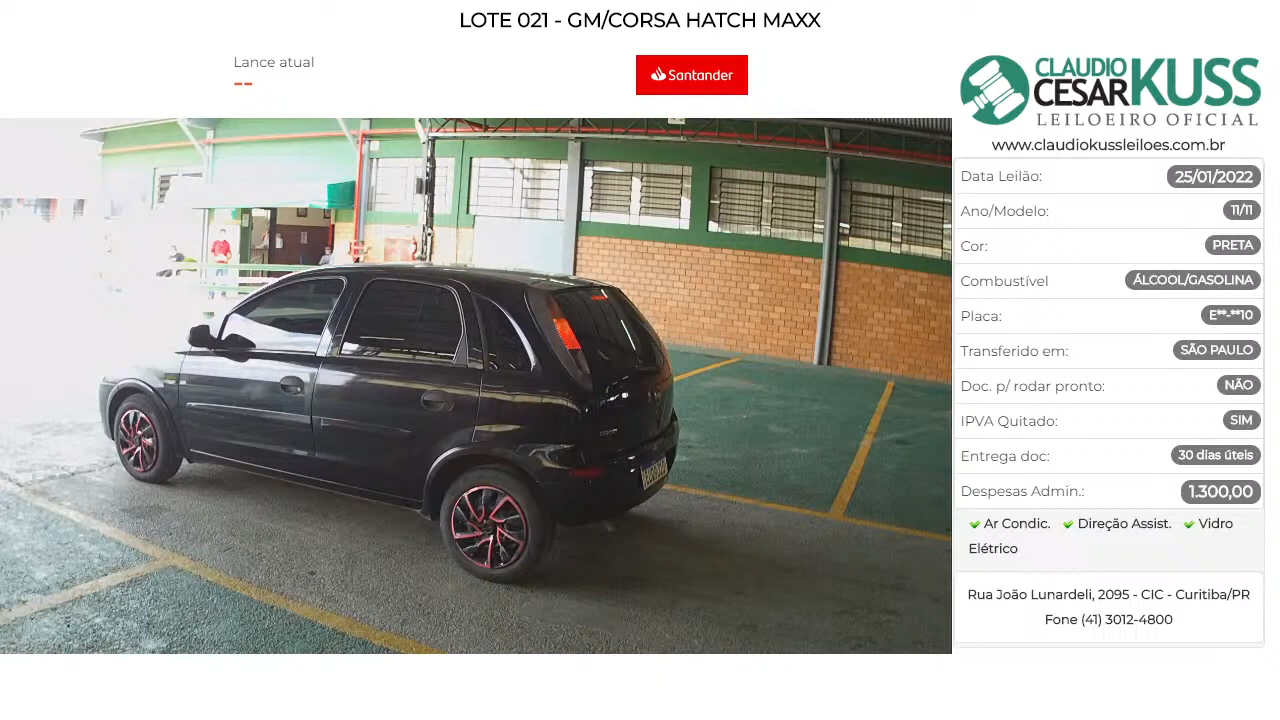 LOTE 021 - GM/CORSA HATCH MAXX
Lance atual
--
Santander
CLAUDIO
CESAR
KUSS
LEILOEIRO OFICIAL
www.claudiokussleiloes.com.br
Data Leilão: 25/01/2022
Ano/Modelo: 11/11
Cor: PRETA
Combustível ÁLCOOL/GASOLINA
Placa: E**-**10
Transferido em: SÃO PAULO
Doc. p/ rodar pronto: NÃO
IPVA Quitado: SIM
Entrega doc: 30 dias úteis
Despesas Admin.: 1.300,00
Ar Condic. Direção Assist. Vidro
Elétrico
Rua João Lunardeli, 2095 - CIC - Curitiba/PR
Fone (41) 3012-4800